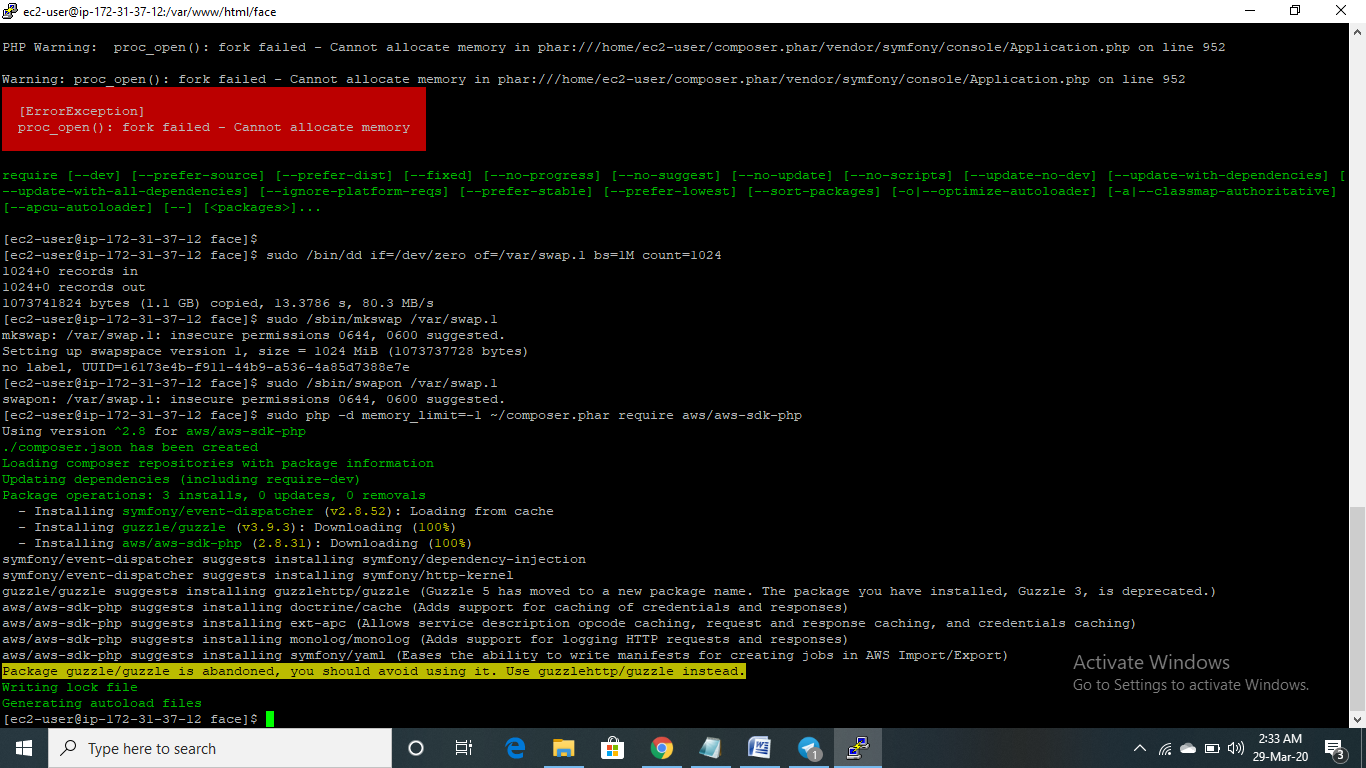 ec2-user@ip-172-31-37-12:/var/www/html/face
PHP Warning:  proc_open(): fork failed - Cannot allocate memory in phar:///home/ec2-user/composer.phar/vendor/symfony/console/Application.php on line 952
Warning: proc_open(): fork failed - Cannot allocate memory in phar:///home/ec2-user/composer.phar/vendor/symfony/console/Application.php on line 952
[ErrorException]
proc_open(): fork failed - Cannot allocate memory
require [--dev] [--prefer-source] [--prefer-dist] [--fixed] [--no-progress] [--no-suggest] [--no-update] [--no-scripts] [--update-no-dev] [--update-with-dependencies] [
--update-with-all-dependencies] [--ignore-platform-reqs] [--prefer-stable] [--prefer-lowest] [--sort-packages] [-o|--optimize-autoloader] [-a|--classmap-authoritative]
[--apcu-autoloader] [--] [<packages>]...
[ec2-user@ip-172-31-37-12 face]$
[ec2-user@ip-172-31-37-12 face]$ sudo /bin/dd if=/dev/zero of=/var/swap.1 bs=1M count=1024
1024+0 records in
1024+0 records out
1073741824 bytes (1.1 GB) copied, 13.3786 s, 80.3 MB/s
[ec2-user@ip-172-31-37-12 face]$ sudo /sbin/mkswap /var/swap.1
mkswap: /var/swap.1: insecure permissions 0644, 0600 suggested.
Setting up swapspace version 1, size = 1024 MiB (1073737728 bytes)
no label, UUID=16173e4b-f911-44b9-a536-4a85d7388e7e
[ec2-user@ip-172-31-37-12 face]$ sudo /sbin/swapon /var/swap.1
swapon: /var/swap.1: insecure permissions 0644, 0600 suggested.
[ec2-user@ip-172-31-37-12 face]$ sudo php -d memory_limit=-1 ~/composer.phar require aws/aws-sdk-php
Using version ^2.8 for aws/aws-sdk-php
./composer.json has been created
Loading composer repositories with package information
Updating dependencies (including require-dev)
Package operations: 3 installs, 0 updates, 0 removals
  - Installing symfony/event-dispatcher (v2.8.52): Loading from cache
  - Installing guzzle/guzzle (v3.9.3): Downloading (100%)
  - Installing aws/aws-sdk-php (2.8.31): Downloading (100%)
symfony/event-dispatcher suggests installing symfony/dependency-injection
symfony/event-dispatcher suggests installing symfony/http-kernel
guzzle/guzzle suggests installing guzzlehttp/guzzle (Guzzle 5 has moved to a new package name. The package you have installed, Guzzle 3, is deprecated.)
aws/aws-sdk-php suggests installing doctrine/cache (Adds support for caching of credentials and responses)
aws/aws-sdk-php suggests installing ext-apc (Allows service description opcode caching, request and response caching, and credentials caching)
aws/aws-sdk-php suggests installing monolog/monolog (Adds support for logging HTTP requests and responses)
aws/aws-sdk-php suggests installing symfony/yaml (Eases the ability to write manifests for creating jobs in AWS Import/Export)
Package guzzle/guzzle is abandoned, you should avoid using it. Use guzzlehttp/guzzle instead.
Writing lock file
Generating autoload files
[ec2-user@ip-172-31-37-12 face]$
Activate Windows
Go to Settings to activate Windows.
Type here to search
1
2:33 AM
29-Mar-20
3